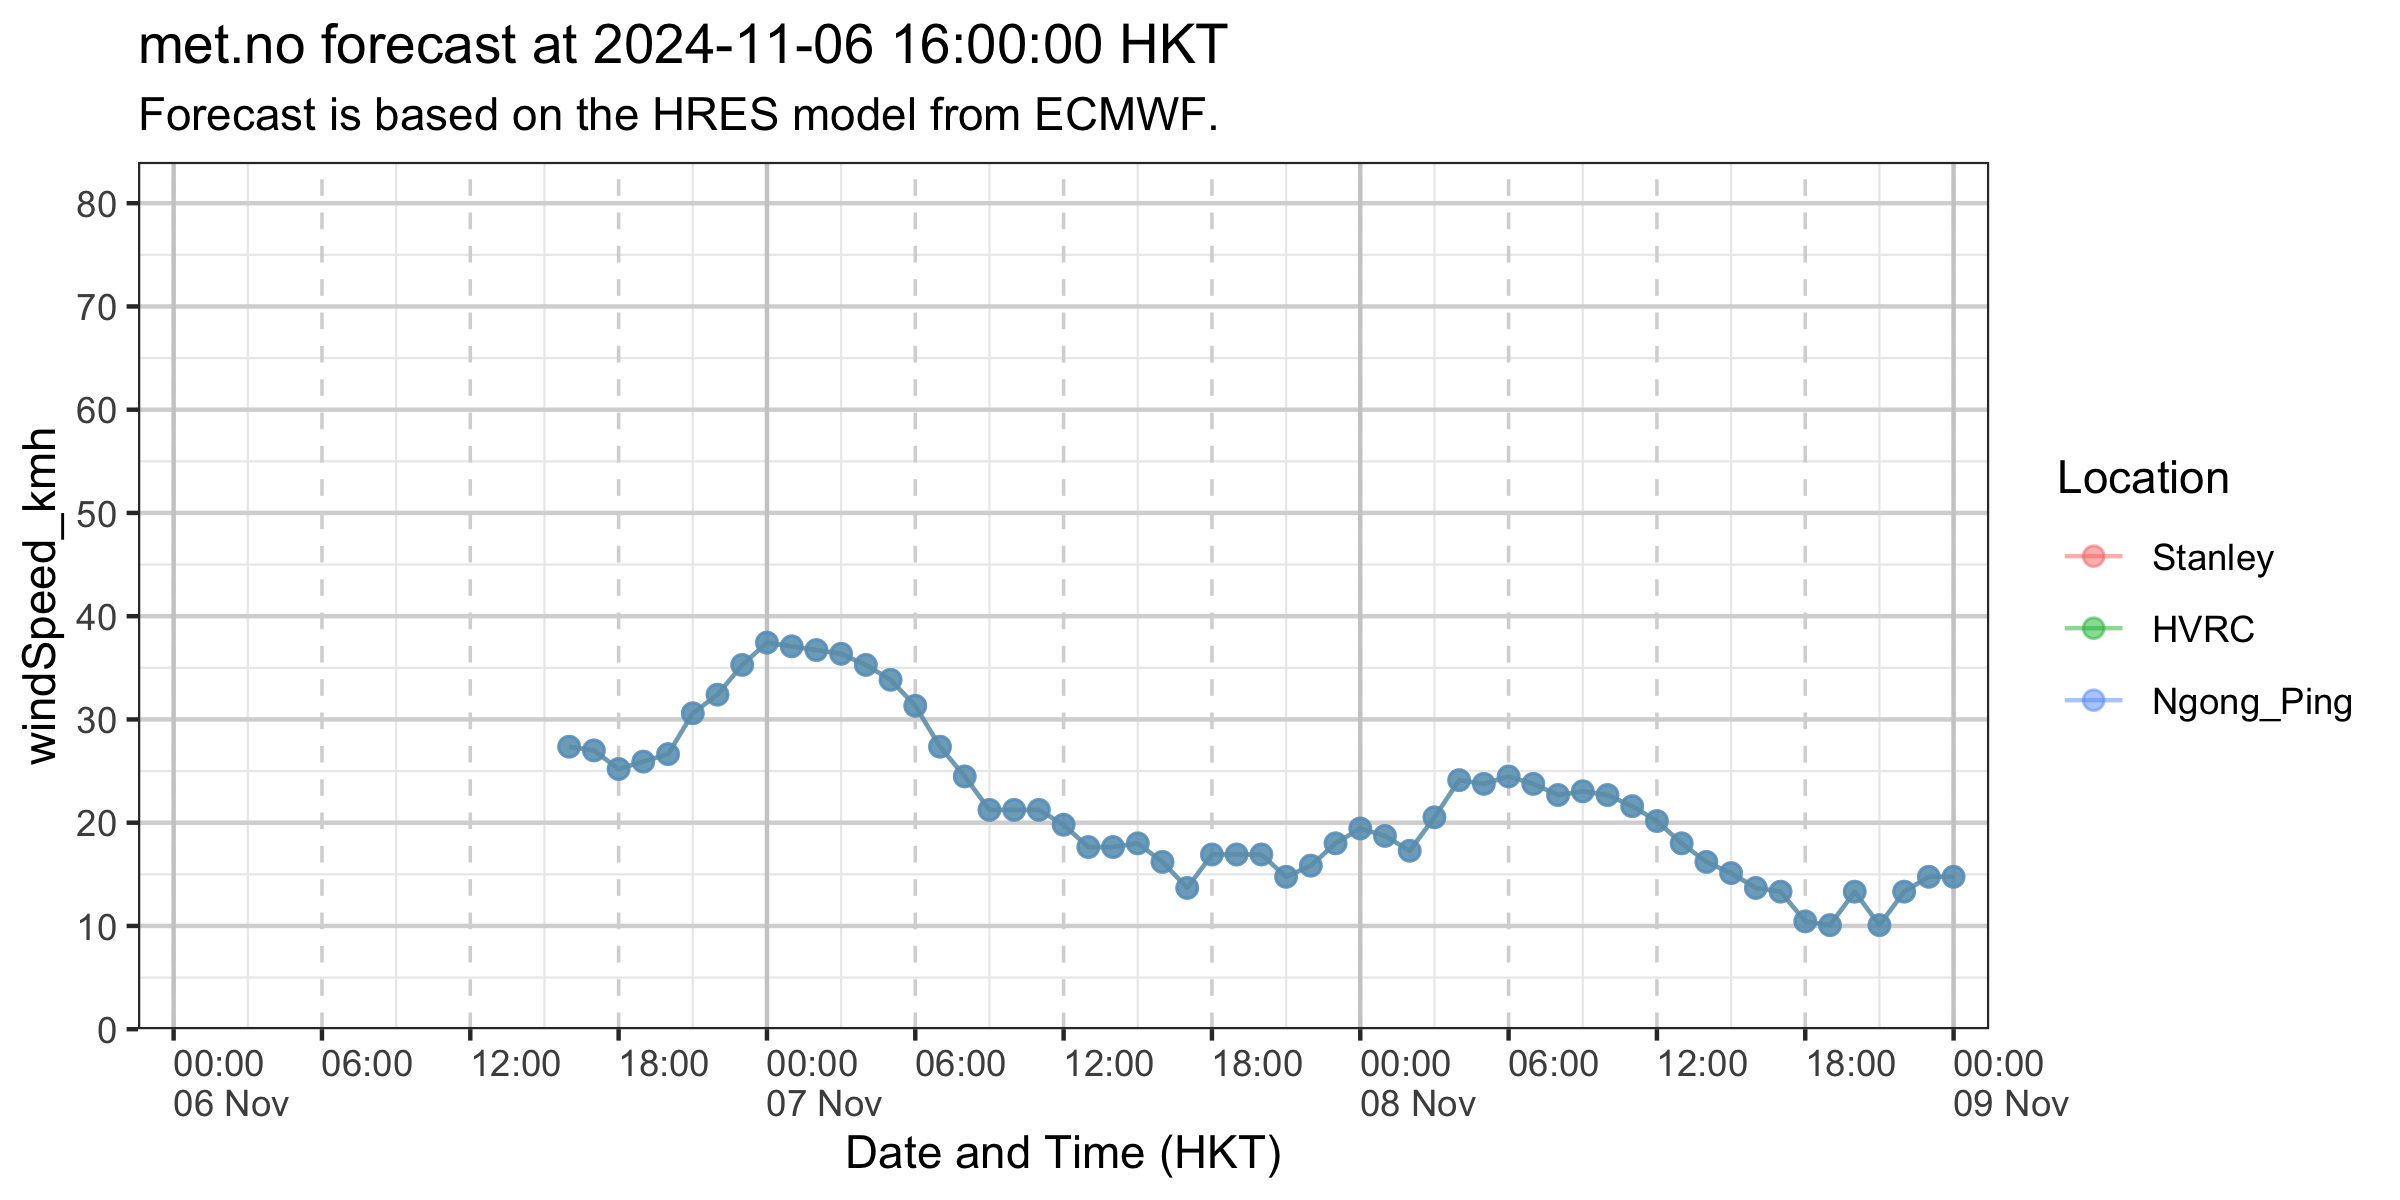 met.no forecast at 2024-11-06 16:00:00 HKT
Forecast is based on the HRES model from ECMWF.
windSpeed_kmh
80
70
60
50
40
30
20
10
0
00:00 06:00 12:00 18:00 00:00 06:00 12:00 18:00 00:00 06:00 12:00 18:00 00:00
06 Nov 07 Nov 08 Nov 09 Nov
Date and Time (HKT)
Location
Stanley
HVRC
Ngong_Ping